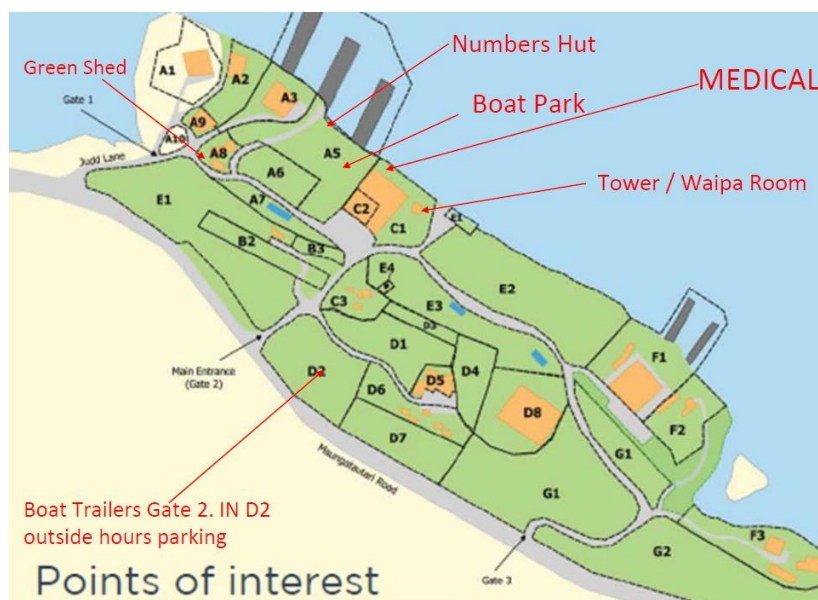 Numbers Hut
Green Shed
MEDICAL
Boat Park
Tower / Waipa Room
A1
A2
A3
Gate 1
A9
A10
A8
A5
Judd Lane
A6
E1
A7
C2
C1
E1
B2
B3
E4
E2
E3
C3
D3
F1
D1
Main Entrance
(Gate 2)
D2
D4
D5
D6
D8
F2
D7
G1
Maungatautari Road
G1
Boat Trailers Gate 2. IN D2
outside hours parking
F3
G2
Gate 3
Points of interest